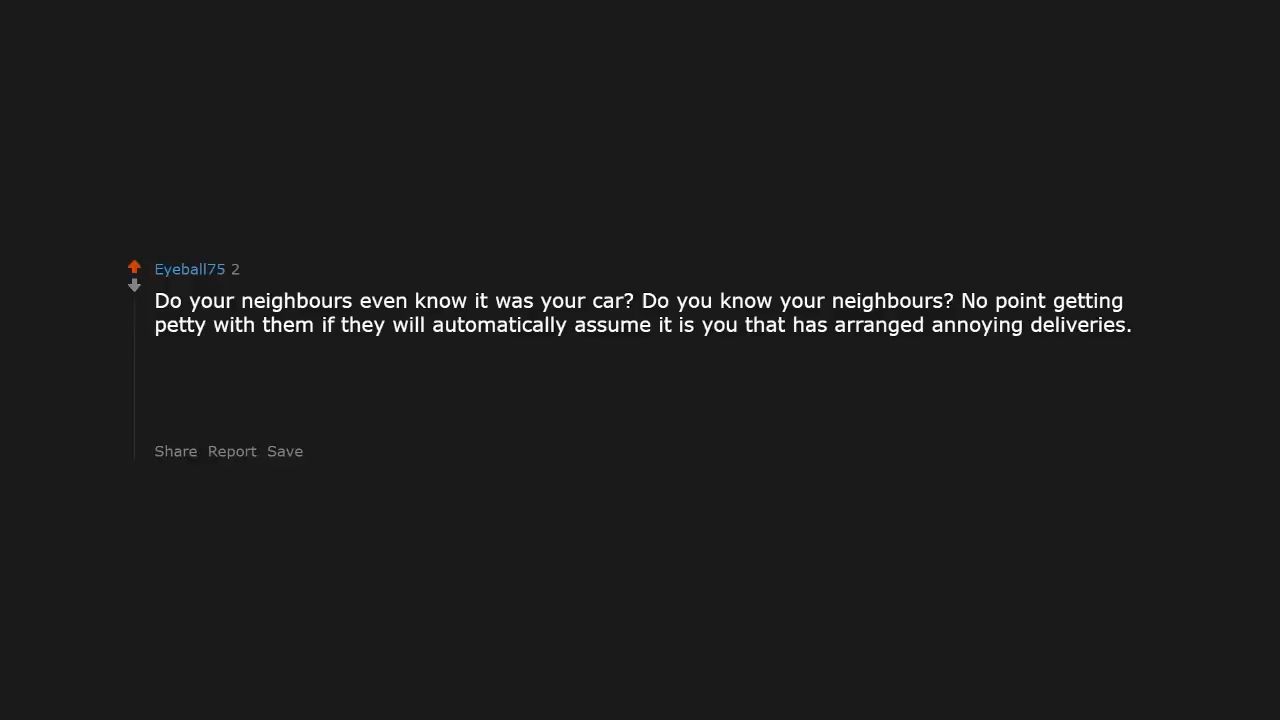 Eyeball75 2
Do your neighbours even know it was your car? Do you know your neighbours? No point getting
petty with them if they will automatically assume it is you that has arranged annoying deliveries.
Share Report Save